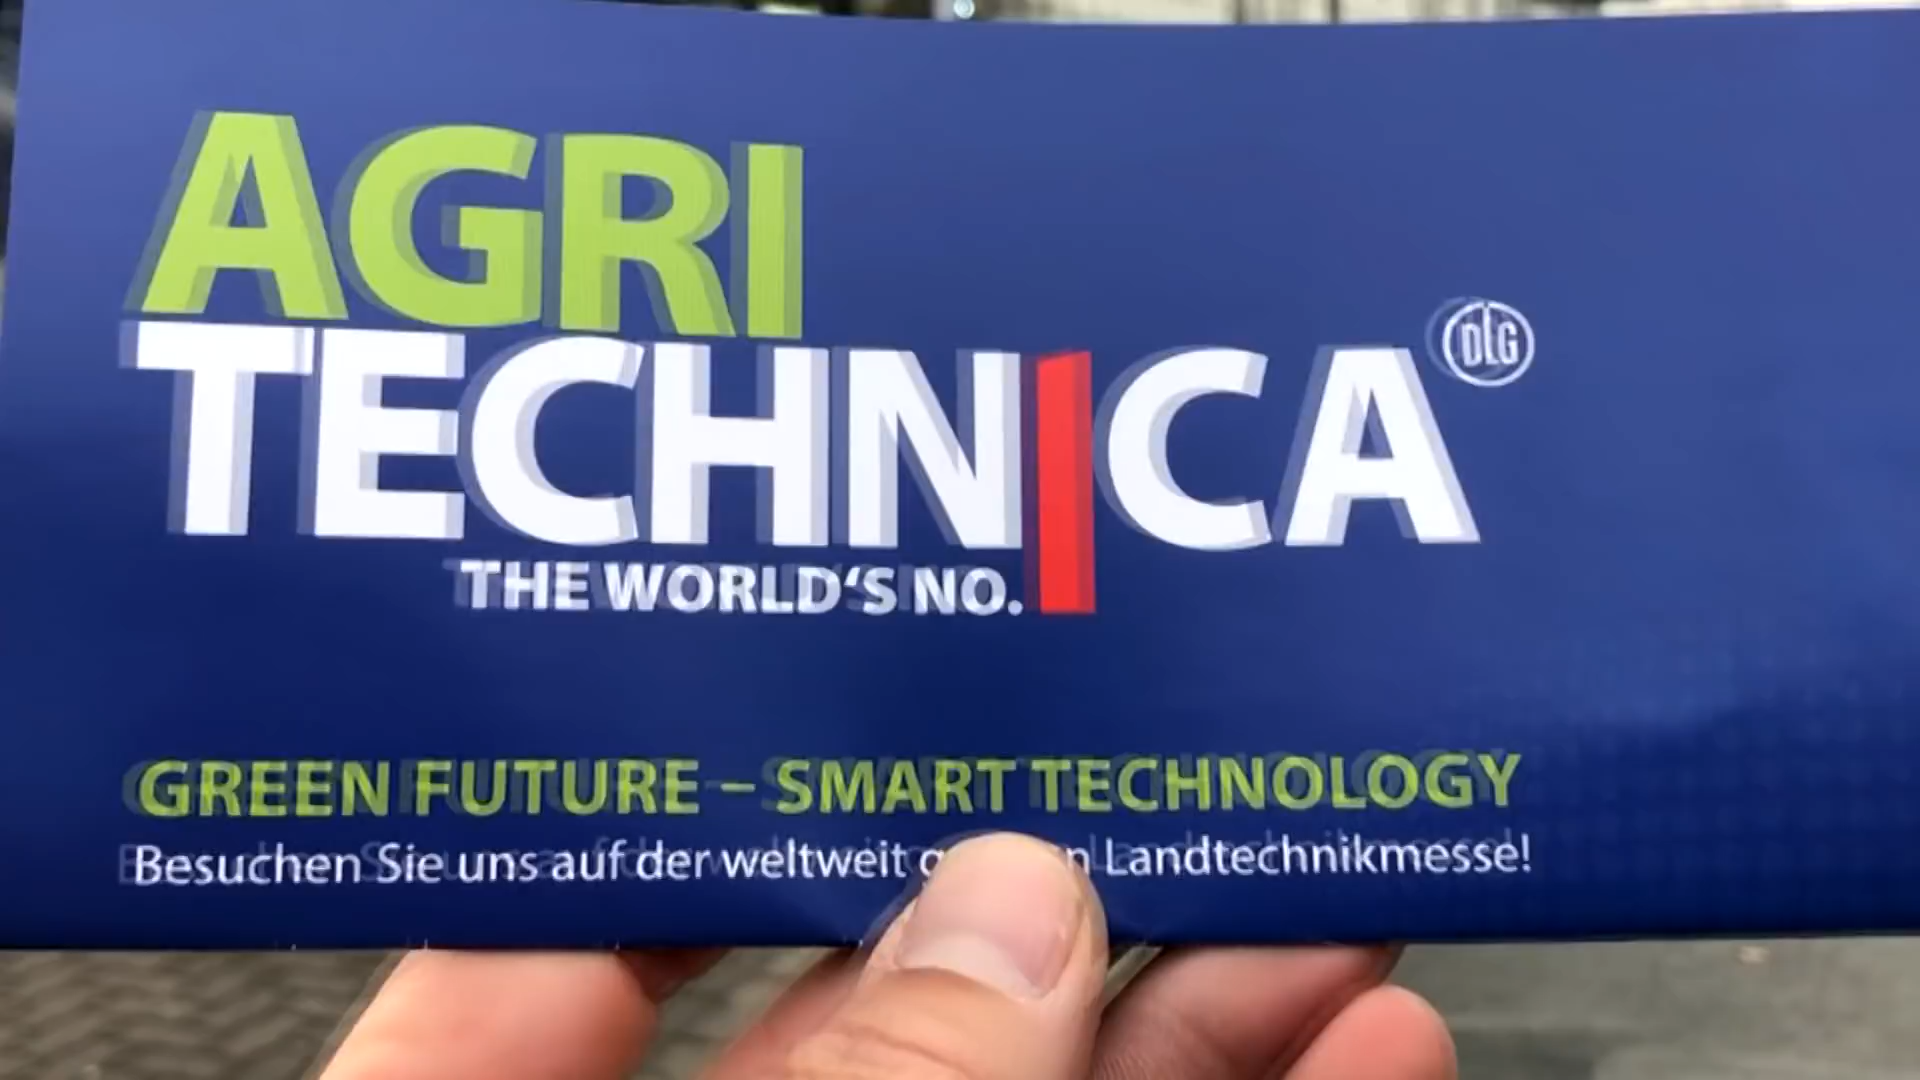 AGRI
TECHNICA DLG
THE WORLD‘S NO.
GREEN FUTURE – SMART TECHNOLOGY
Besuchen Sie uns auf der weltweit Landtechnikmesse!